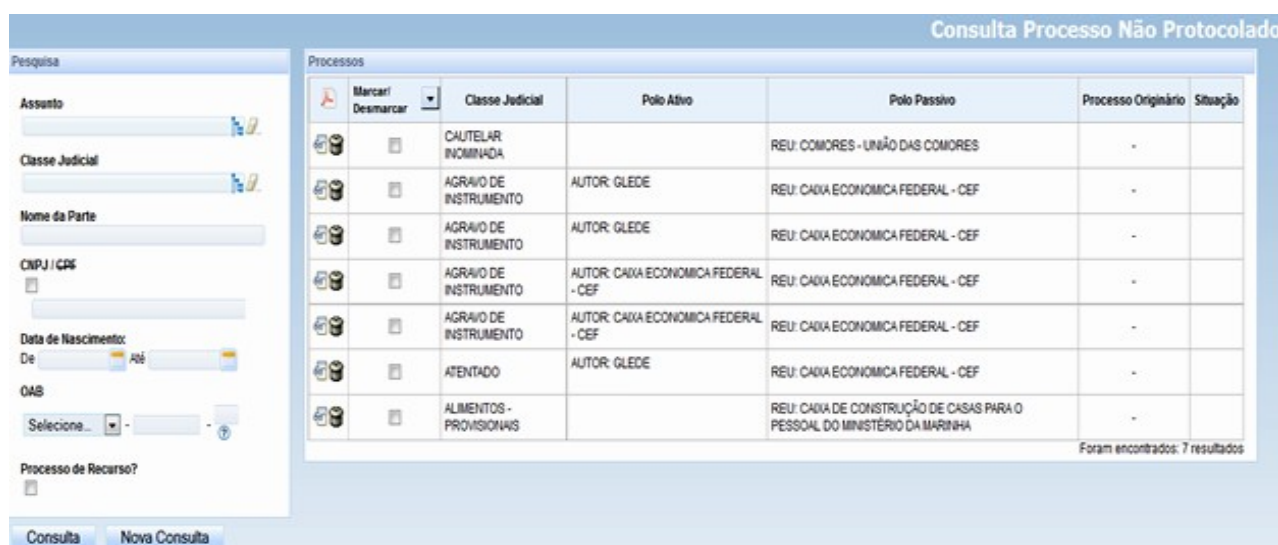 Consulta Processo Não Protocolado
Pesquisa
Assunto
Classe Judicial
Nome da Parte
CNPJ / CPF
Data de Nascimento:
De Até
OAB
Selecione... - -
Processo de Recurso?
Consulta Nova Consulta
Processos
Marcar/
Desmarcar
Classe Judicial Polo Ativo Polo Passivo Processo Originário Situação
CAUTELAR
INOMINADA
REU: COMORES - UNIÃO DAS COMORES -
AGRAVO DE
INSTRUMENTO
AUTOR: GLEDE
REU: CAIXA ECONOMICA FEDERAL - CEF -
AGRAVO DE
INSTRUMENTO
AUTOR: GLEDE
REU: CAIXA ECONOMICA FEDERAL - CEF -
AGRAVO DE
INSTRUMENTO
AUTOR: CAIXA ECONOMICA FEDERAL
- CEF
REU: CAIXA ECONOMICA FEDERAL - CEF -
AGRAVO DE
INSTRUMENTO
AUTOR: CAIXA ECONOMICA FEDERAL
- CEF
REU: CAIXA ECONOMICA FEDERAL - CEF -
ATENTADO
AUTOR: GLEDE
REU: CAIXA ECONOMICA FEDERAL - CEF -
ALIMENTOS -
PROVISIONAIS
REU: CAIXA DE CONSTRUÇÃO DE CASAS PARA O
PESSOAL DO MINISTÉRIO DA MARINHA
-
Foram encontrados: 7 resultados